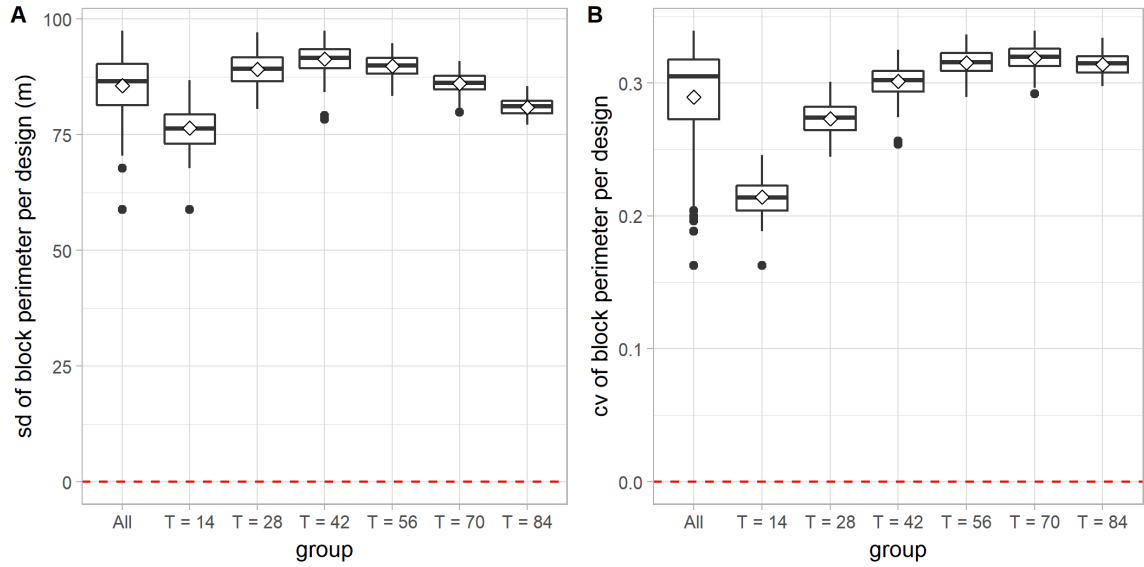 A
sd of block perimeter per design (m)
100
75
50
25
0
All T = 14 T = 28 T = 42 T = 56 T = 70 T = 84
group
B
cv of block perimeter per design
0.3
0.2
0.1
0.0
All T = 14 T = 28 T = 42 T = 56 T = 70 T = 84
group